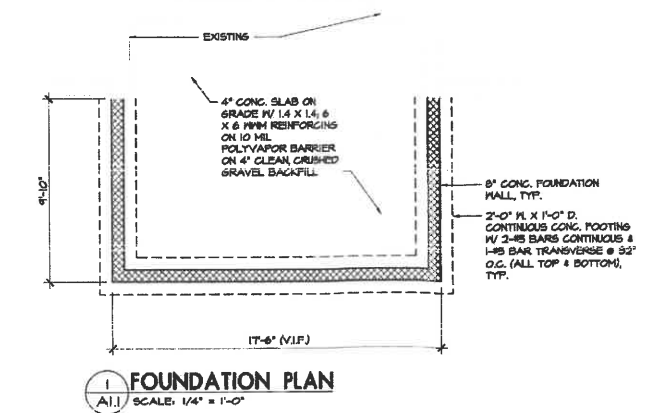 EXISTING
4" CONC. SLAB ON
GRADE W/ 1.4 X 1.4, 6
X 6 WWM REINFORCING
ON 10 MIL
POLYVAPOR BARRIER
ON 4" CLEAN, CRUSHED
GRAVEL BACKFILL
9'-10"
8" CONC. FOUNDATION
WALL, TYP.
2'-0" W. X 1'-0" D.
CONTINUOUS CONC. FOOTING
W/ 2-#5 BARS CONTINUOUS &
1-#5 BAR TRANSVERSE @ 32"
O.C. (ALL TOP & BOTTOM),
TYP.
17'-6" (V.I.F.)
1
A1.1
FOUNDATION PLAN
SCALE: 1/4" = 1'-0"